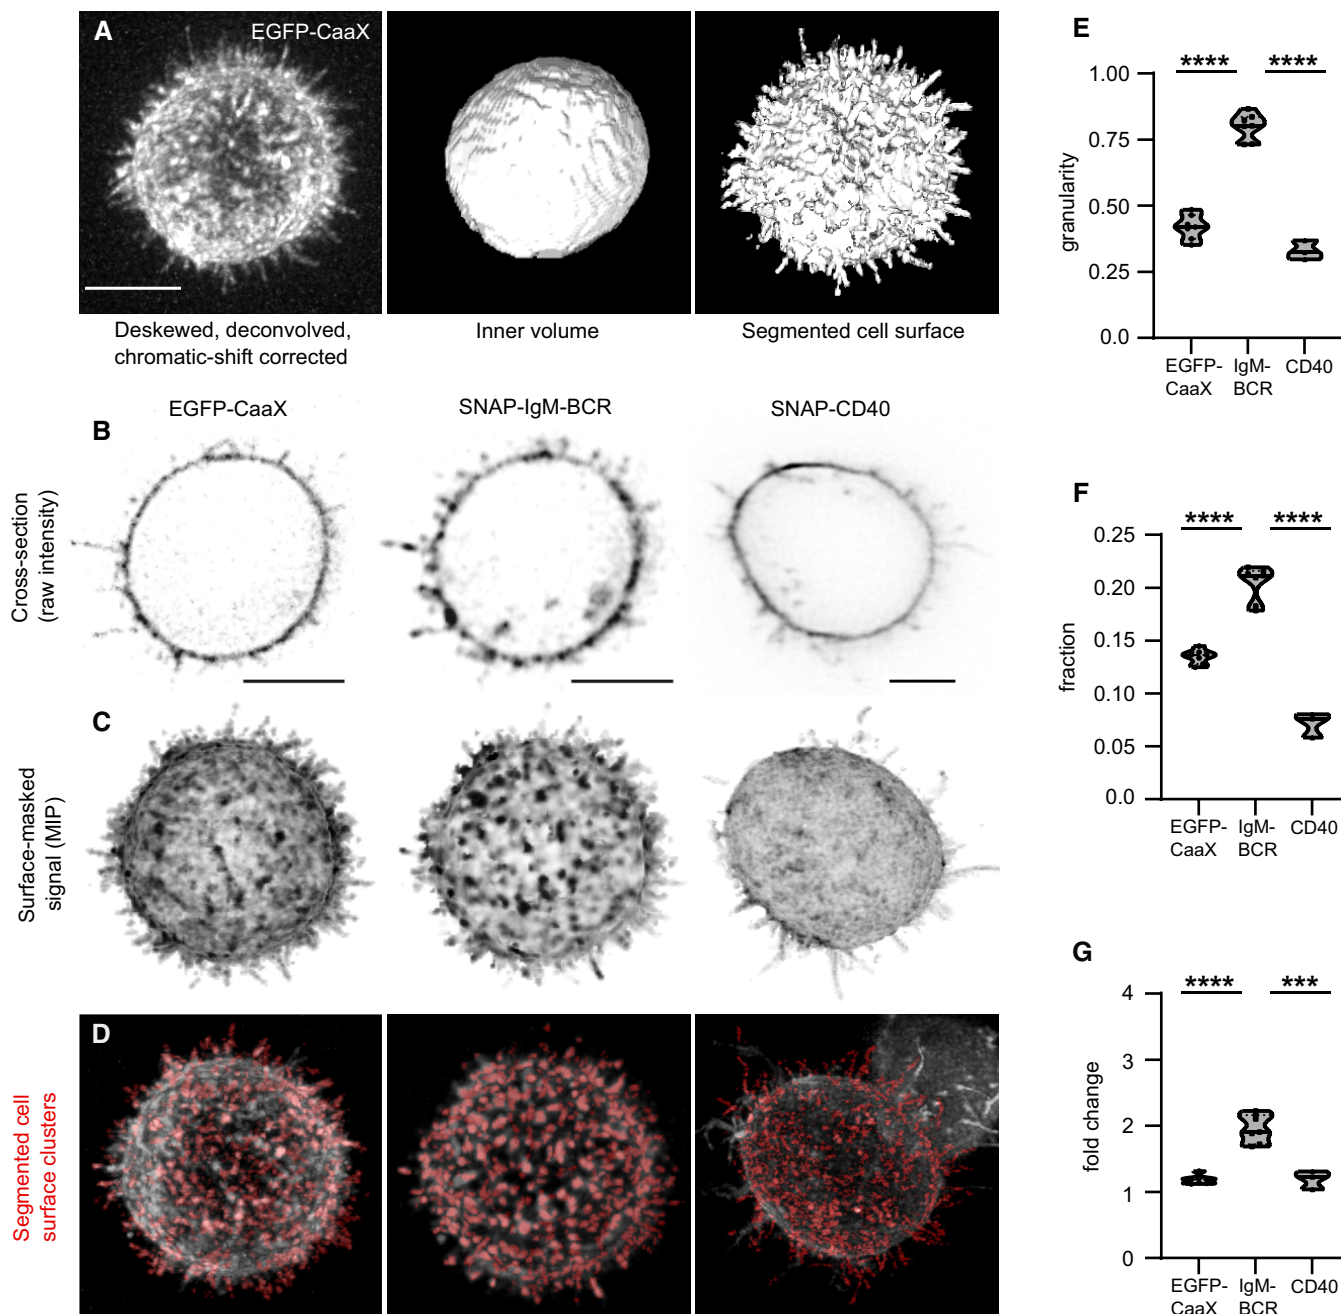 A
EGFP-CaaX
Deskewed, deconvolved,
chromatic-shift corrected
Inner volume
Segmented cell surface
B
EGFP-CaaX
SNAP-IgM-BCR
SNAP-CD40
Cross-section
(raw intensity)
C
Surface-masked
signal (MIP)
D
Segmented cell
surface clusters
E
****
****
1.00
0.75
0.50
0.25
0.0
granularity
EGFP-
CaaX
IgM-
BCR
CD40
F
****
****
0.25
0.20
0.15
0.10
0.05
0.0
fraction
EGFP-
CaaX
IgM-
BCR
CD40
G
****
***
4
3
2
1
0
fold change
EGFP-
CaaX
IgM-
BCR
CD40